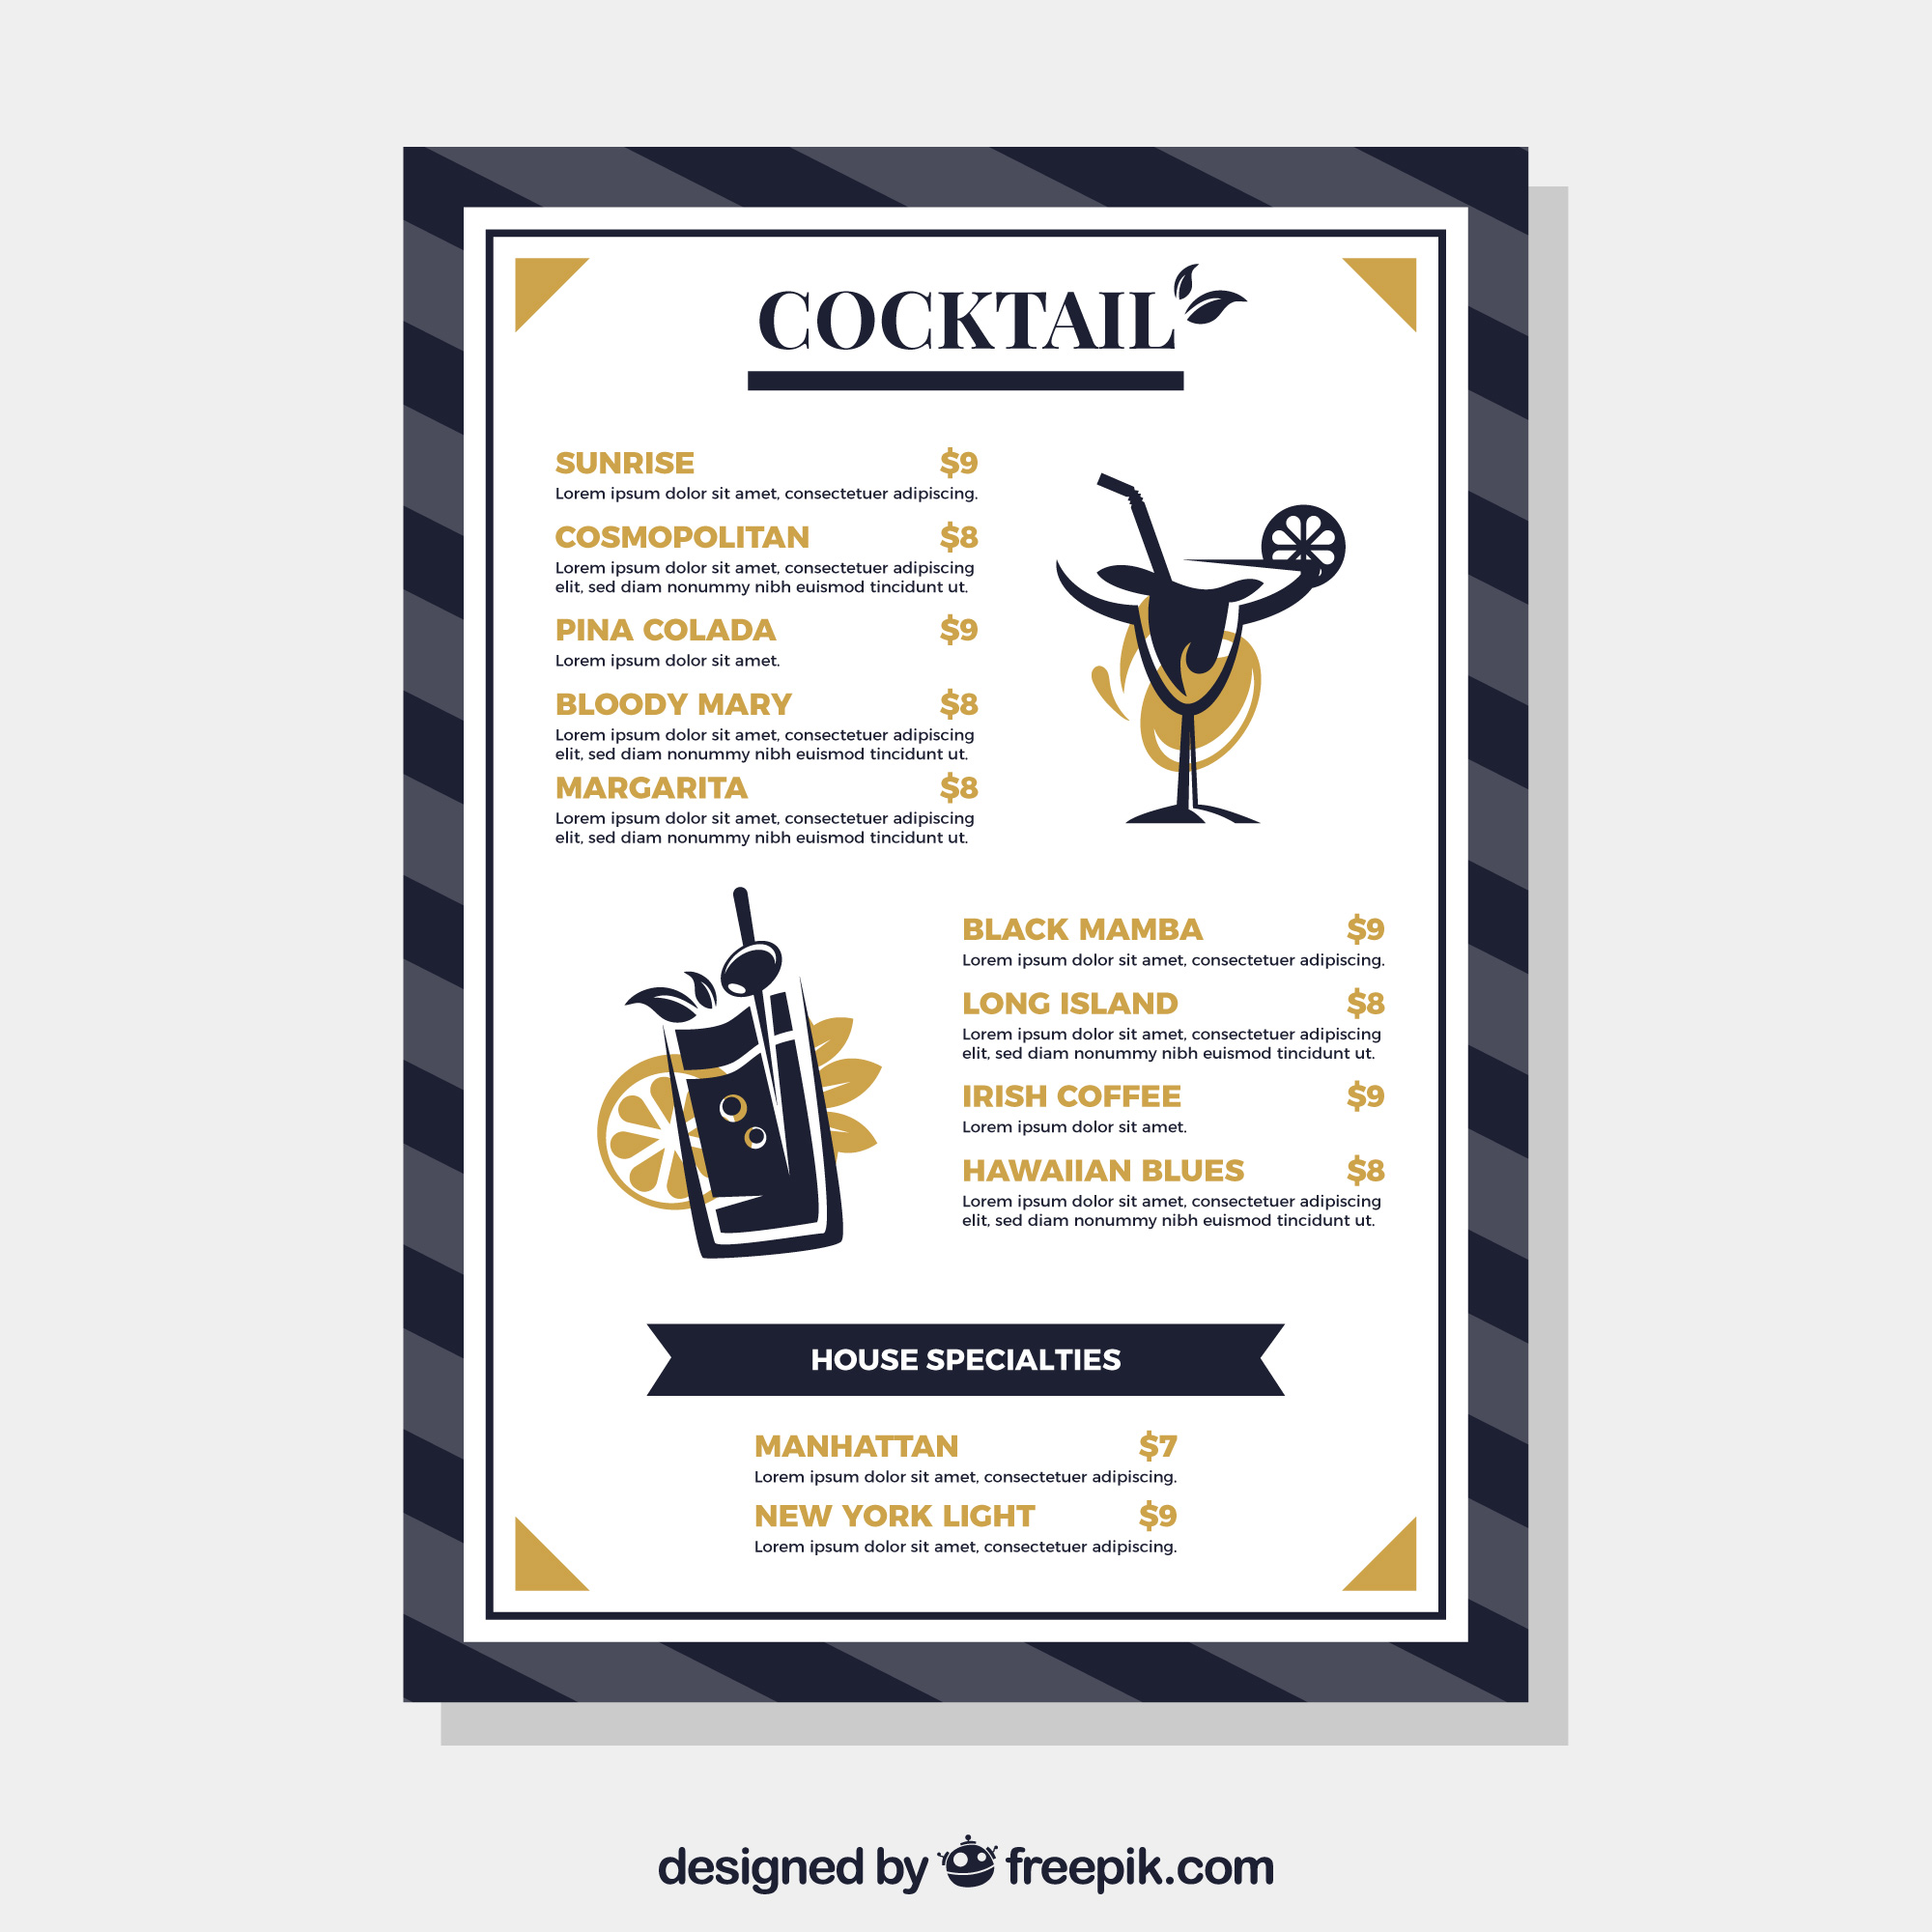 COCKTAIL
SUNRISE $9
Lorem ipsum dolor sit amet, consectetuer adipiscing.
COSMOPOLITAN $8
Lorem ipsum dolor sit amet, consectetuer adipiscing
elit, sed diam nonummy nibh euismod tincidunt ut.
PINA COLADA $9
Lorem ipsum dolor sit amet.
BLOODY MARY $8
Lorem ipsum dolor sit amet, consectetuer adipiscing
elit, sed diam nonummy nibh euismod tincidunt ut.
MARGARITA $8
Lorem ipsum dolor sit amet, consectetuer adipiscing
elit, sed diam nonummy nibh euismod tincidunt ut.
BLACK MAMBA $9
Lorem ipsum dolor sit amet, consectetuer adipiscing.
LONG ISLAND $8
Lorem ipsum dolor sit amet, consectetuer adipiscing
elit, sed diam nonummy nibh euismod tincidunt ut.
IRISH COFFEE $9
Lorem ipsum dolor sit amet.
HAWAIIAN BLUES $8
Lorem ipsum dolor sit amet, consectetuer adipiscing
elit, sed diam nonummy nibh euismod tincidunt ut.
HOUSE SPECIALTIES
MANHATTAN $7
Lorem ipsum dolor sit amet, consectetuer adipiscing.
NEW YORK LIGHT $9
Lorem ipsum dolor sit amet, consectetuer adipiscing.
designed by freepik.com